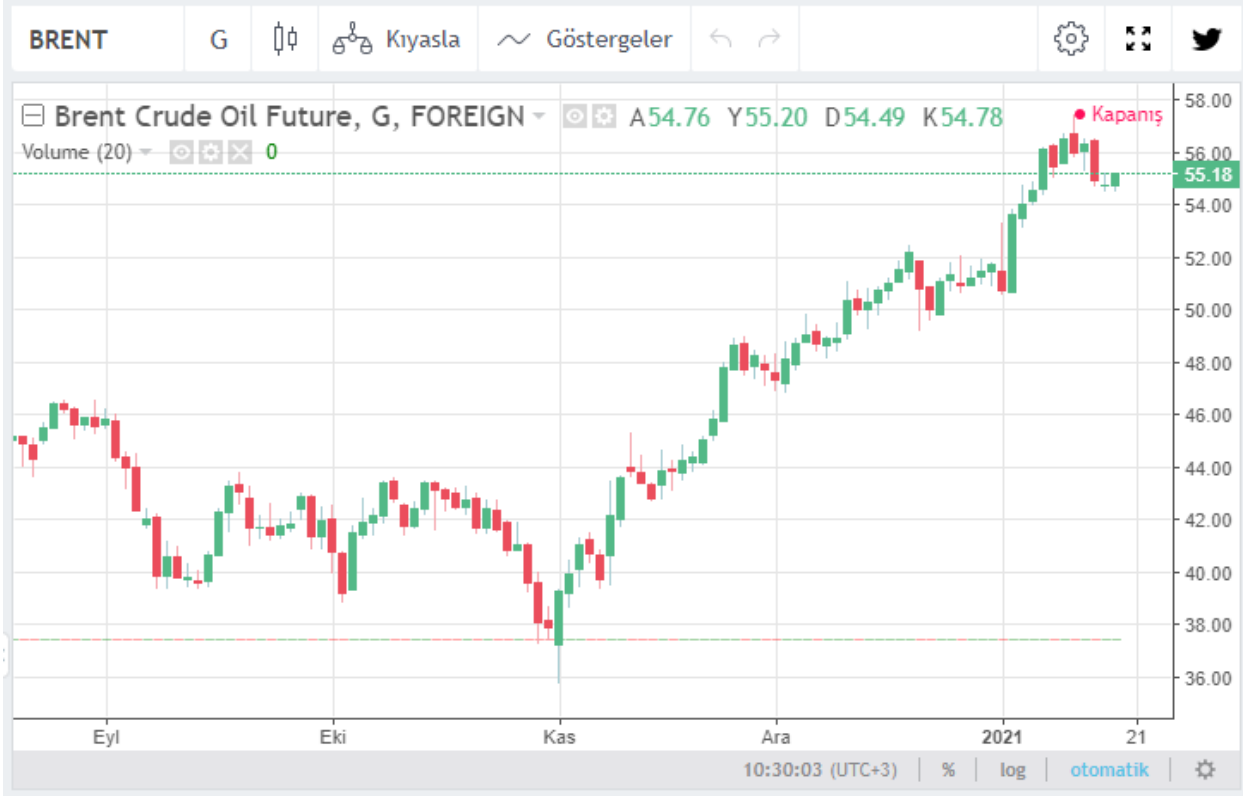 BRENT G Kıyasla Göstergeler
Brent Crude Oil Future, G, FOREIGN A54.76 Y55.20 D54.49 K54.78
Kapanış
Volume (20) 0
58.00
56.00
55.18
54.00
52.00
50.00
48.00
46.00
44.00
42.00
40.00
38.00
36.00
Eyl Eki Kas Ara 2021 21
10:30:03 (UTC+3) % log otomatik